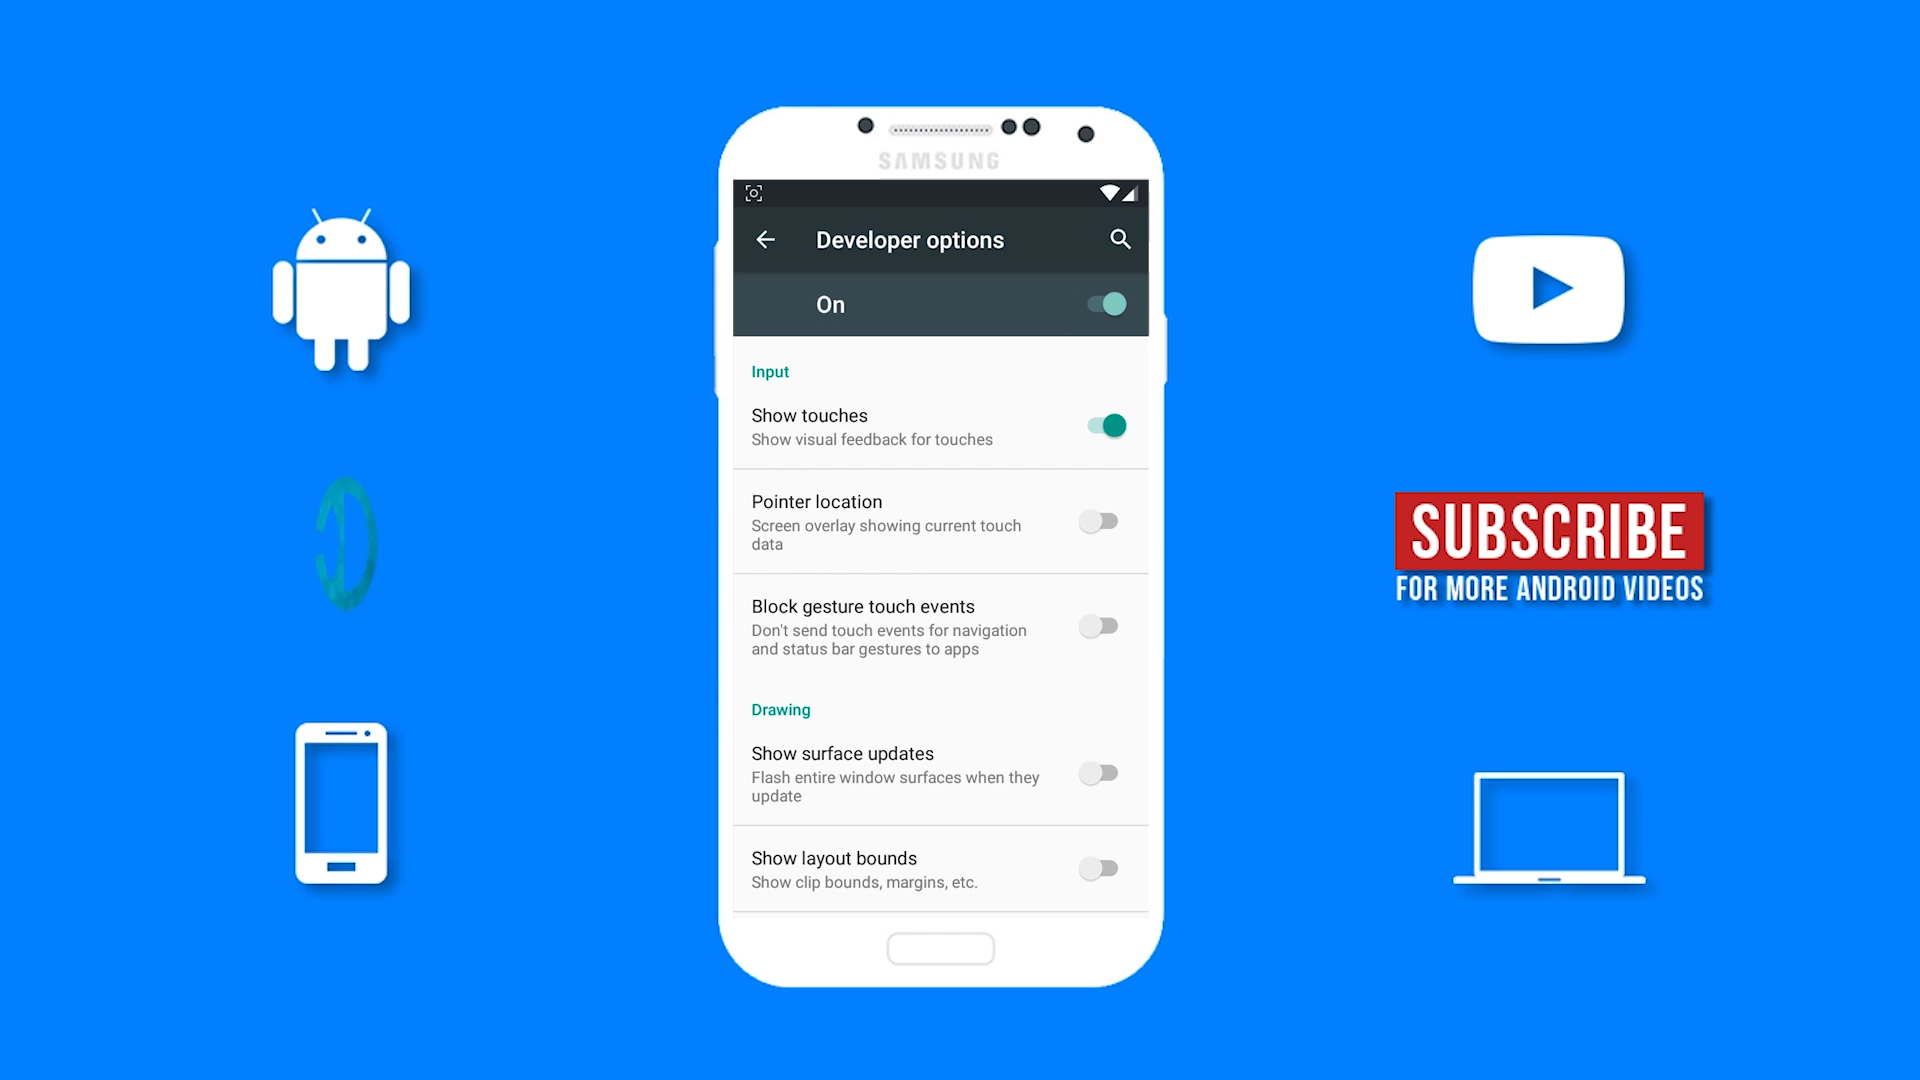 SAMSUNG
Developer options
On
Input
Show touches
Show visual feedback for touches
Pointer location
Screen overlay showing current touch
data
Block gesture touch events
Don't send touch events for navigation
and status bar gestures to apps
Drawing
Show surface updates
Flash entire window surfaces when they
update
Show layout bounds
Show clip bounds, margins, etc.
SUBSCRIBE
FOR MORE ANDROID VIDEOS